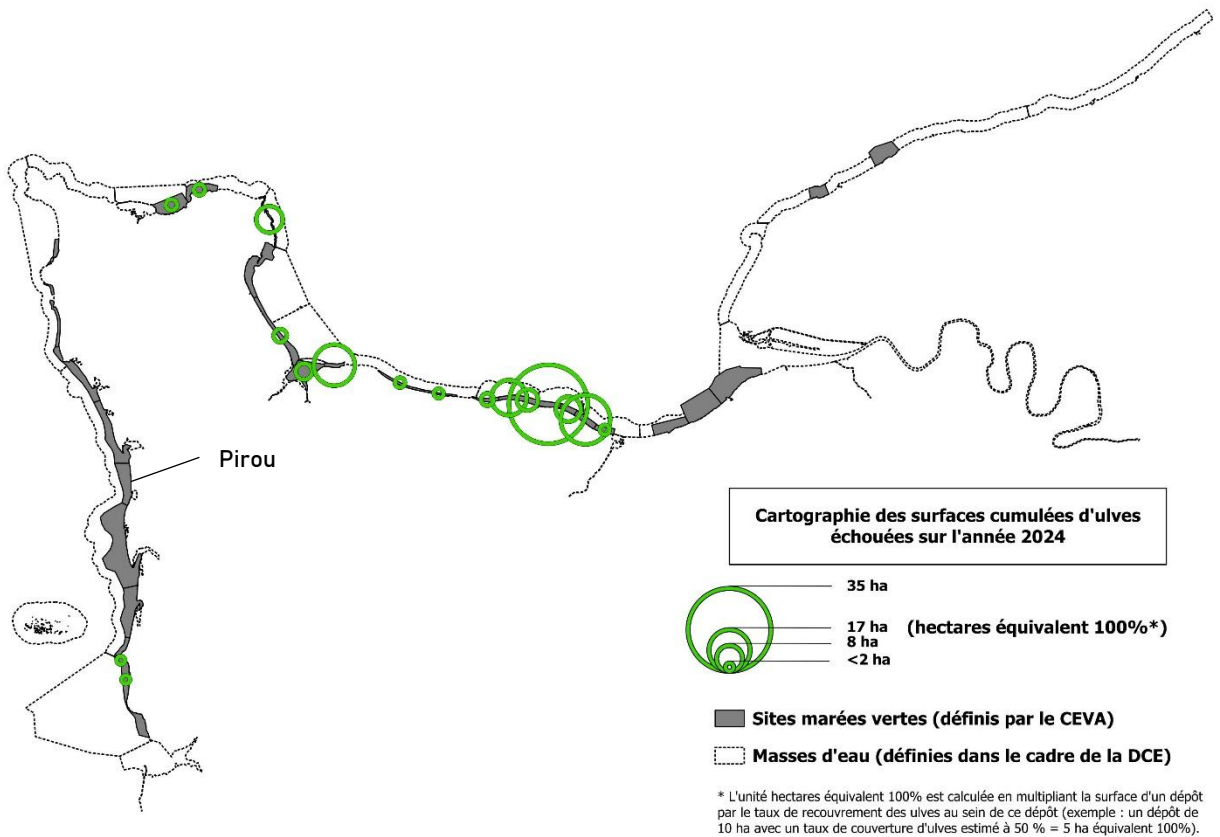 Pirou
Cartographie des surfaces cumulées d'ulves
échouées sur l'année 2024
35 ha
17 ha
8 ha
<2 ha
(hectares équivalent 100%*)
Sites marées vertes (définis par le CEVA)
Masses d'eau (définies dans le cadre de la DCE)
* L'unité hectares équivalent 100% est calculée en multipliant la surface d'un dépôt
par le taux de recouvrement des ulves au sein de ce dépôt (exemple : un dépôt de
10 ha avec un taux de couverture d'ulves estimé à 50 % = 5 ha équivalent 100%).